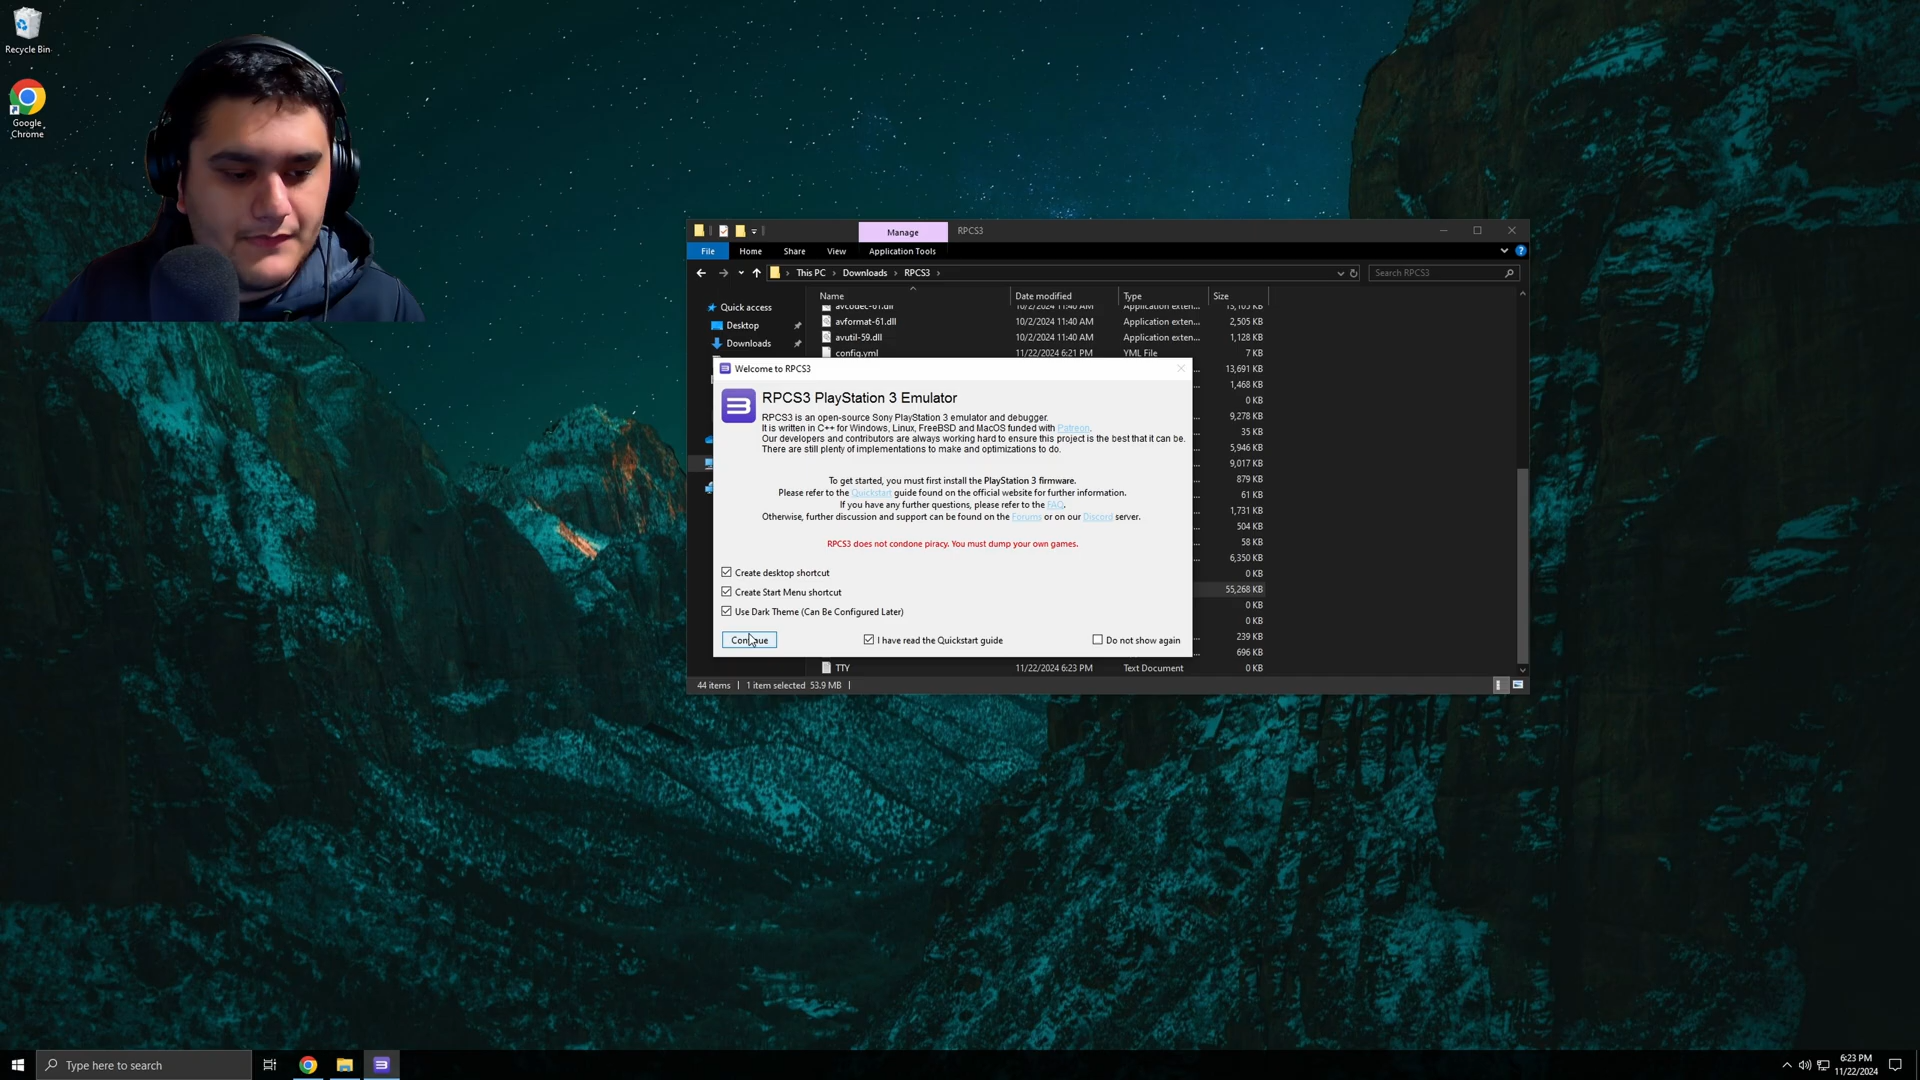 Recycle Bin
Google
Chrome
Manage
RPCS3
File
Home
Share
View
Application Tools
This PC
Downloads
RPCS3
Search RPCS3
Name
Date modified
Type
Size
Quick access
Desktop
Downloads
avcodec-61.dll 10/2/2024 11:40 AM Application exten... 15,105 KB
avformat-61.dll 10/2/2024 11:40 AM Application exten... 2,505 KB
avutil-59.dll 10/2/2024 11:40 AM Application exten... 1,128 KB
config.yml 11/22/2024 6:21 PM YML File 7 KB
13,691 KB
1,468 KB
0 KB
9,278 KB
35 KB
5,946 KB
9,017 KB
879 KB
61 KB
1,731 KB
504 KB
58 KB
6,350 KB
0 KB
55,268 KB
0 KB
0 KB
239 KB
696 KB
TTY 11/22/2024 6:23 PM Text Document 0 KB
44 items
1 item selected 53.9 MB
Welcome to RPCS3
RPCS3 PlayStation 3 Emulator
RPCS3 is an open-source Sony PlayStation 3 emulator and debugger.
It is written in C++ for Windows, Linux, FreeBSD and MacOS funded with Patreon.
Our developers and contributors are always working hard to ensure this project is the best that it can be.
There are still plenty of implementations to make and optimizations to do.
To get started, you must first install the PlayStation 3 firmware.
Please refer to the Quickstart guide found on the official website for further information.
If you have any further questions, please refer to the FAQ.
Otherwise, further discussion and support can be found on the Forums or on our Discord server.
RPCS3 does not condone piracy. You must dump your own games.
Create desktop shortcut
Create Start Menu shortcut
Use Dark Theme (Can Be Configured Later)
Continue
I have read the Quickstart guide
Do not show again
Type here to search
6:23 PM
11/22/2024